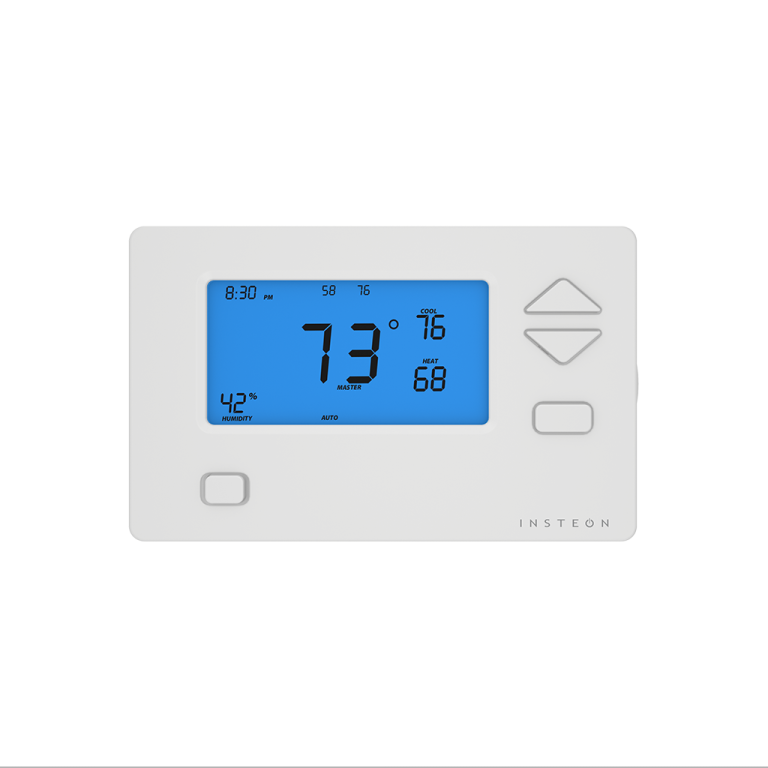 8:30 PM 58 76
73° COOL 76
MASTER HEAT 68
42%
HUMIDITY AUTO
INSTEON